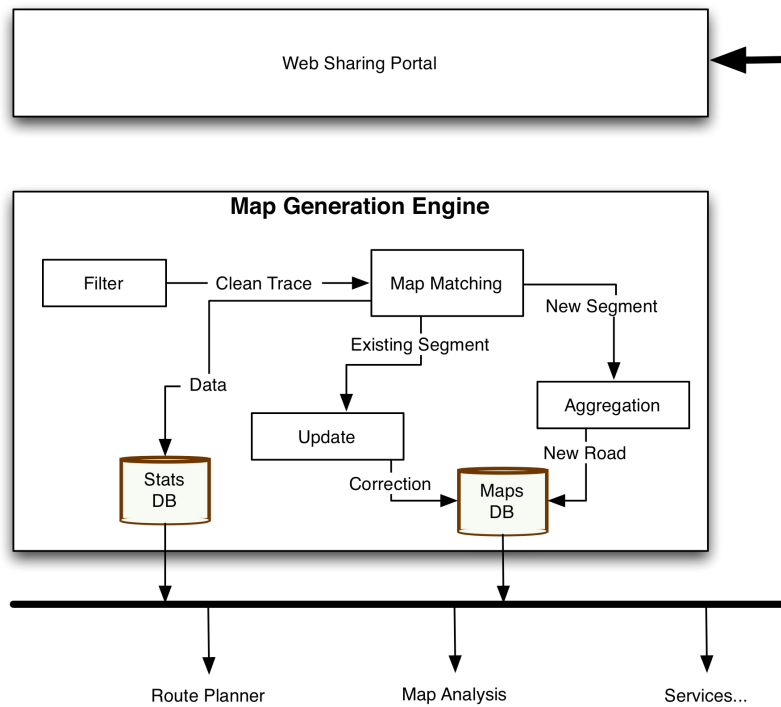 Web Sharing Portal
Map Generation Engine
Filter
Clean Trace
Map Matching
New Segment
Existing Segment
Data
Aggregation
Update
New Road
Stats
DB
Correction
Maps
DB
Route Planner
Map Analysis
Services...